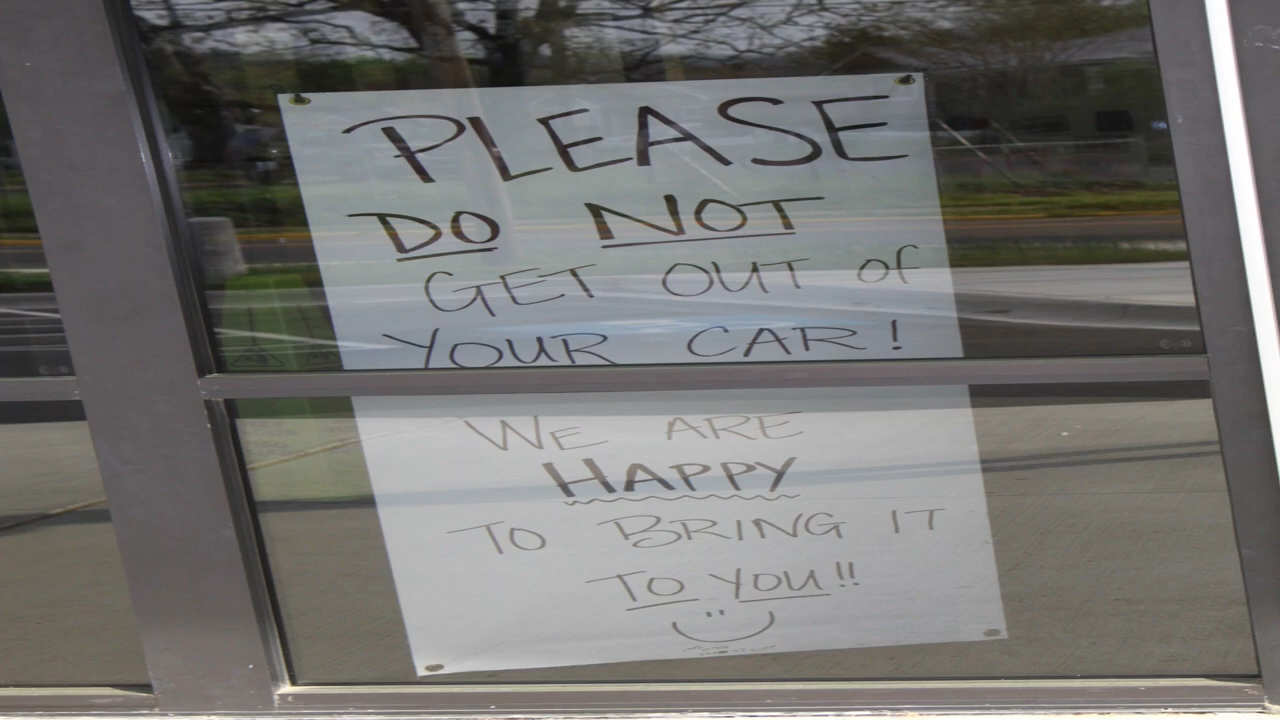 PLEASE
DO NOT
GET OUT of
YOUR CAR!
WE ARE
HAPPY
TO BRING IT
TO YOU!!